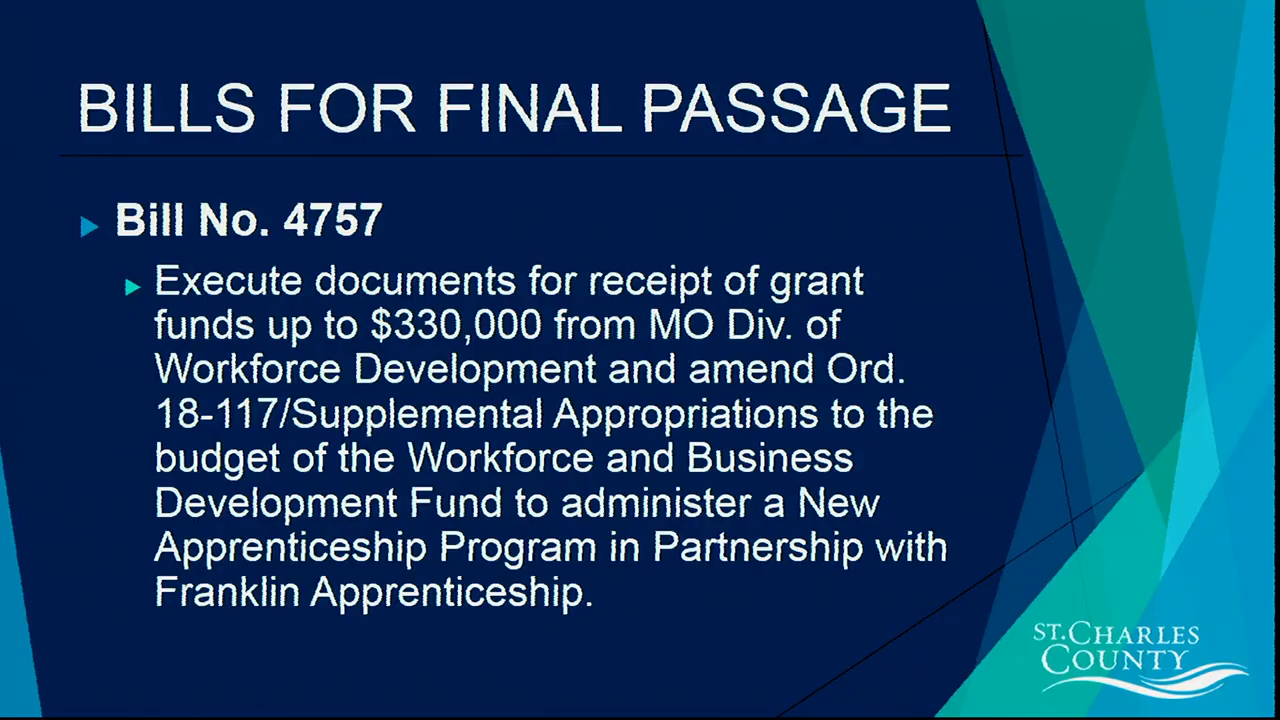 BILLS FOR FINAL PASSAGE
Bill No. 4757
Execute documents for receipt of grant
funds up to $330,000 from MO Div. of
Workforce Development and amend Ord.
18-117/Supplemental Appropriations to the
budget of the Workforce and Business
Development Fund to administer a New
Apprenticeship Program in Partnership with
Franklin Apprenticeship.
ST. CHARLES
COUNTY